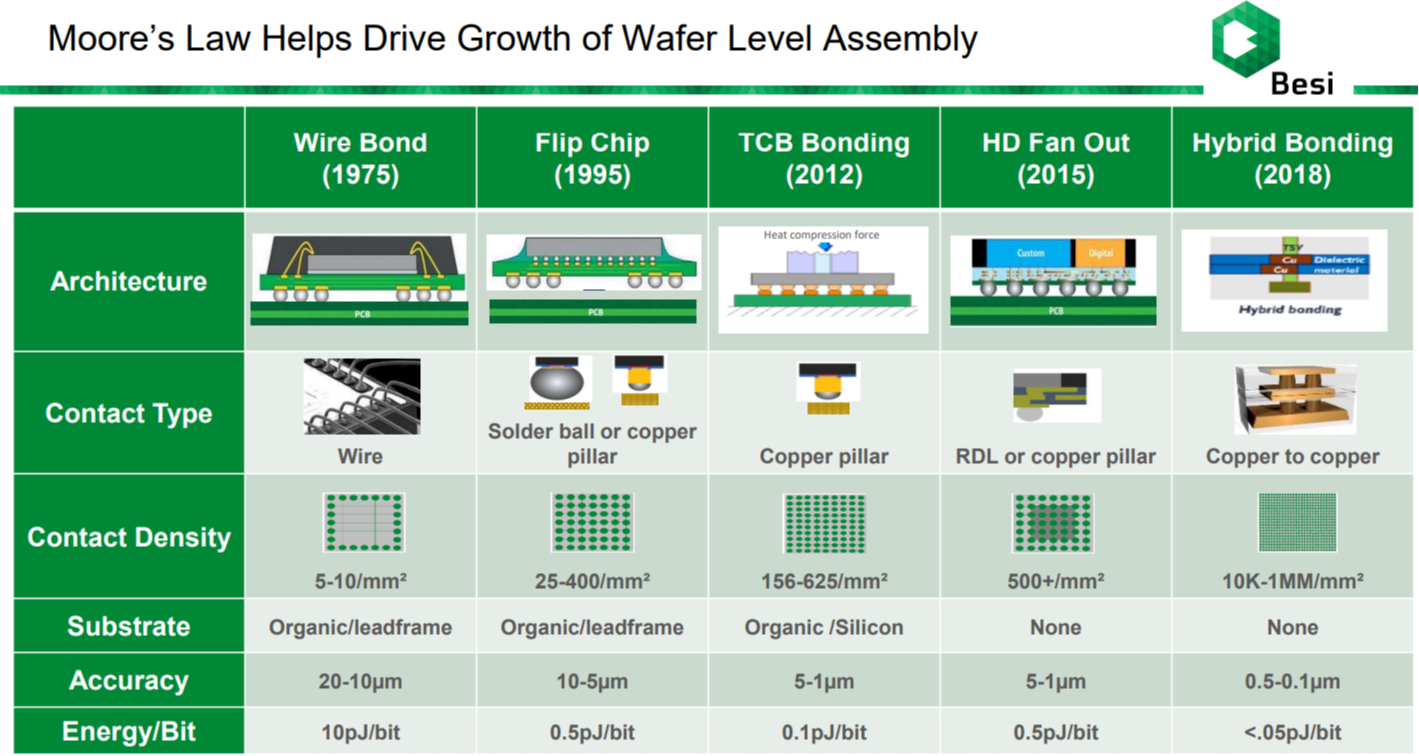 Moore's Law Helps Drive Growth of Wafer Level Assembly
Besi
Wire Bond
(1975)
Flip Chip
(1995)
TCB Bonding
(2012)
HD Fan Out
(2015)
Hybrid Bonding
(2018)
Architecture
PCB
PCB
Heat compression force
Custom
Digital
PCB
TSV
Cu
Dielectric
Cu
material
Hybrid bonding
Contact Type
Wire
Solder ball or copper
pillar
Copper pillar
RDL or copper pillar
Copper to copper
Contact Density
5-10/mm²
25-400/mm²
156-625/mm²
500+/mm²
10K-1MM/mm²
Substrate
Organic/leadframe
Organic/leadframe
Organic /Silicon
None
None
Accuracy
20-10µm
10-5µm
5-1µm
5-1µm
0.5-0.1µm
Energy/Bit
10pJ/bit
0.5pJ/bit
0.1pJ/bit
0.5pJ/bit
<.05pJ/bit